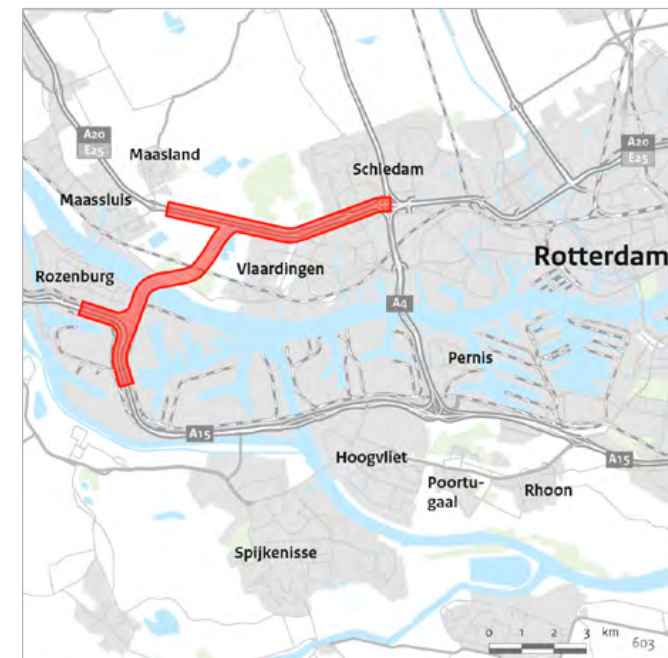 A20
E25
Maasland
A20
E25
Schiedam
Maassluis
Rotterdam
Rozenburg
Vlaardingen
A4
Pernis
A15
Hoogvliet
A15
Poortu-
gaal
Rhoon
Spijkenisse
0 1 2 3 km
603